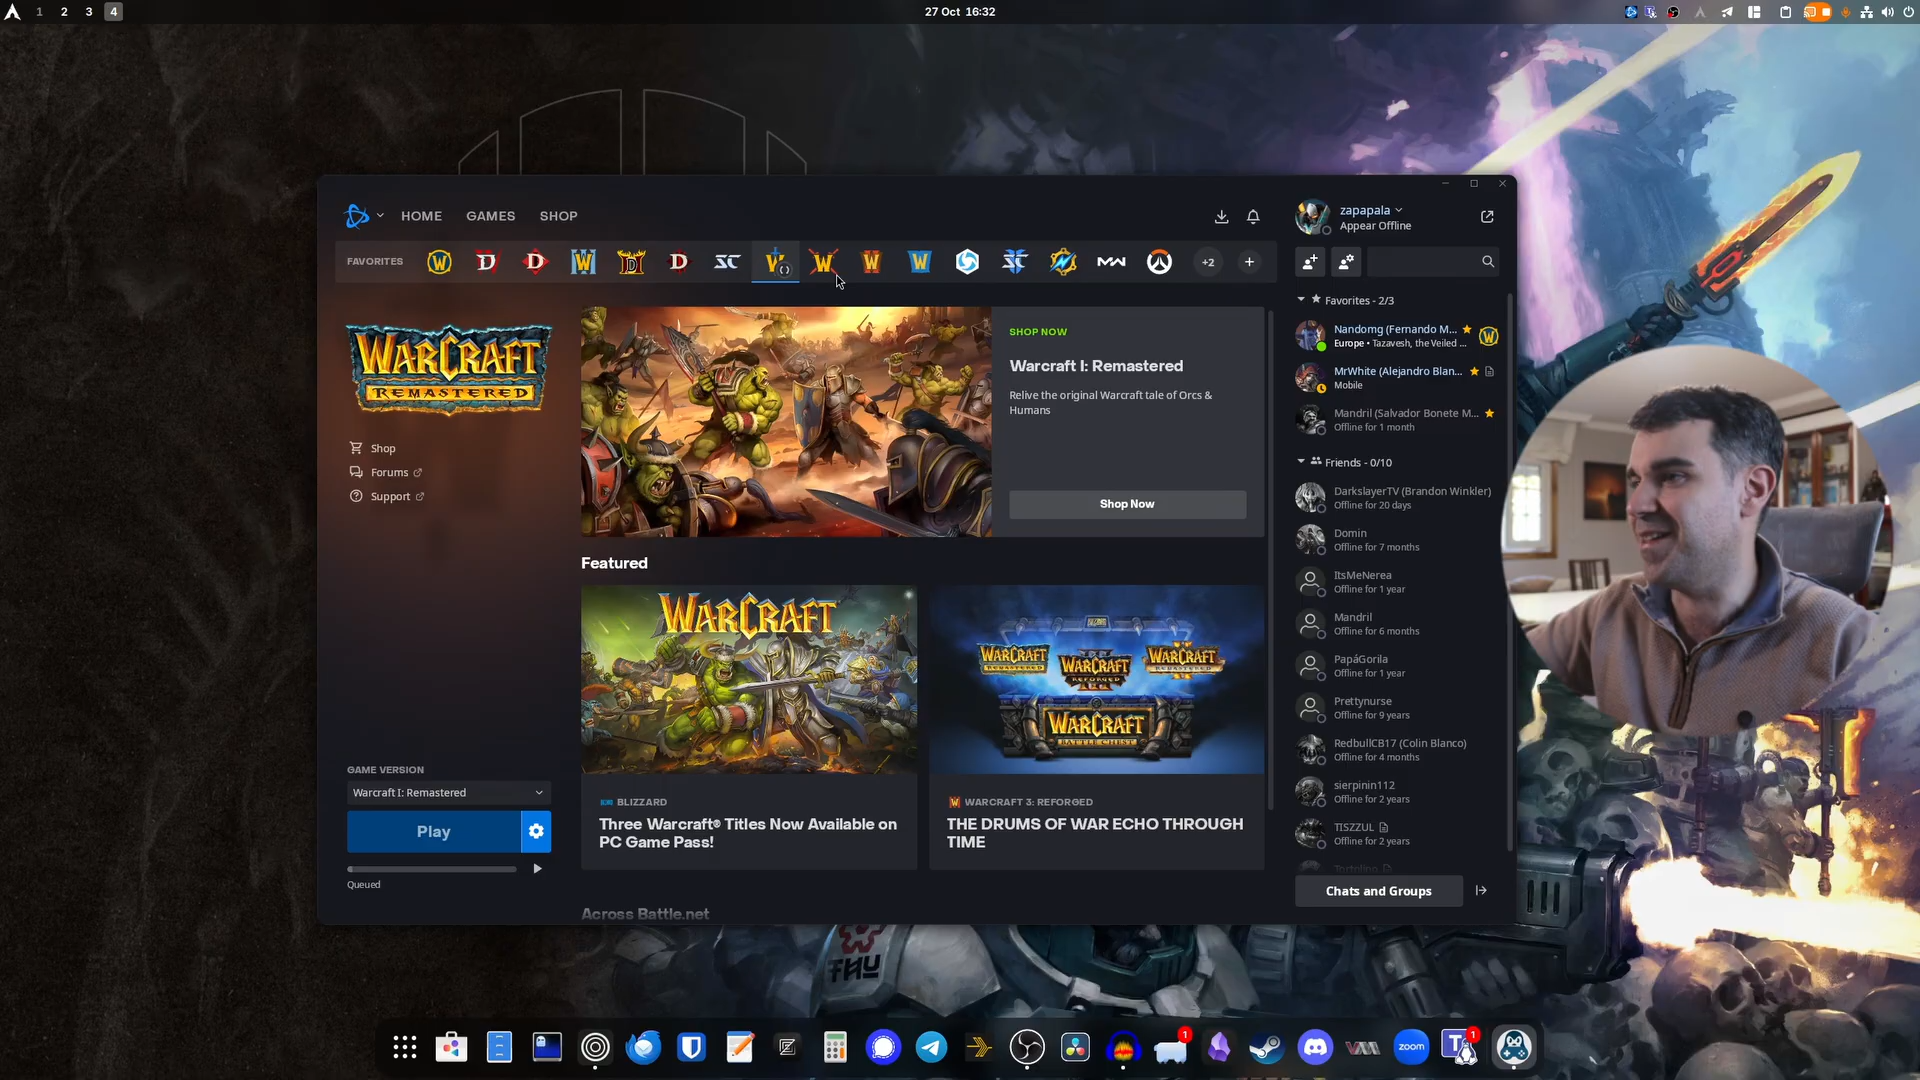 1 2 3 4
27 Oct 16:32
HOME GAMES SHOP
FAVORITES
+2
zapapala
Appear Offline
WARCRAFT
REMASTERED
Shop
Forums
Support
SHOP NOW
Warcraft I: Remastered
Relive the original Warcraft tale of Orcs &
Humans
Shop Now
Featured
WARCRAFT
WARCRAFT
REFORGED
WARCRAFT
BATTLE CHEST
BLIZZARD
Three Warcraft® Titles Now Available on
PC Game Pass!
WARCRAFT 3: REFORGED
THE DRUMS OF WAR ECHO THROUGH
TIME
Across Battle.net
GAME VERSION
Warcraft I: Remastered
Play
Queued
Favorites - 2/3
Nandomg (Fernando M...
Europe • Tazavesh, the Veiled ...
MrWhite (Alejandro Blan...
Mobile
Mandril (Salvador Bonete M...
Offline for 1 month
Friends - 0/10
DarkslayerTV (Brandon Winkler)
Offline for 20 days
Domin
Offline for 7 months
ItsMeNerea
Offline for 1 year
Mandril
Offline for 6 months
PapáGorila
Offline for 1 year
Prettynurse
Offline for 9 years
RedbullCB17 (Colin Blanco)
Offline for 4 months
sierpinin112
Offline for 2 years
TISZZUL
Offline for 2 years
Chats and Groups
zoom
1
1